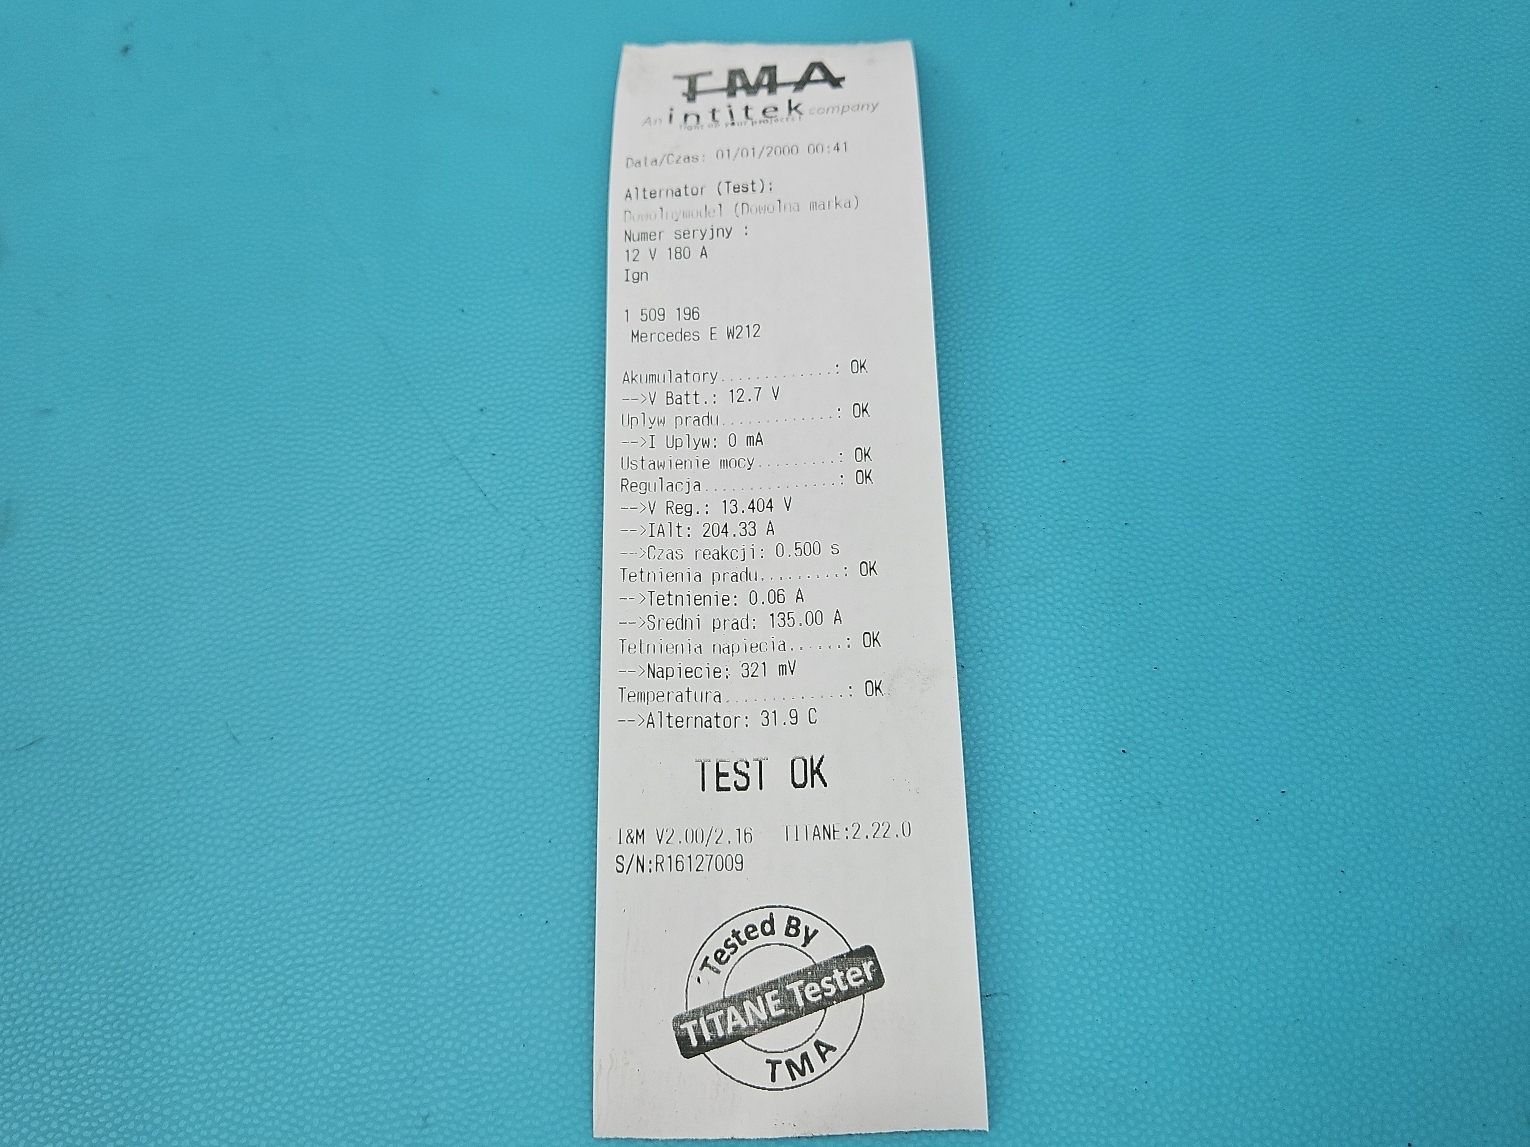 TMA
An intitek company
light up your projects!
Data/Czas: 01/01/2000 00:41
Alternator (Test):
Dowolnymodel (Dowolna marka)
Numer seryjny :
12 V 180 A
Ign
1 509 196
Mercedes E W212
Akumulatory.............: OK
-->V Batt.: 12.7 V
Uplyw pradu.............: OK
-->I Uplyw: 0 mA
Ustawienie mocy.........: OK
Regulacja...............: OK
-->V Reg.: 13.404 V
-->IAlt: 204.33 A
-->Czas reakcji: 0.500 s
Tetnienia pradu.........: OK
-->Tetnienie: 0.06 A
-->Sredni prad: 135.00 A
Tetnienia napiecia......: OK
-->Napiecie: 321 mV
Temperatura.............: OK
-->Alternator: 31.9 C
TEST OK
I&M V2.00/2.16 TITANE:2.22.0
S/N:R16127009
Tested By
TITANE Tester
TMA